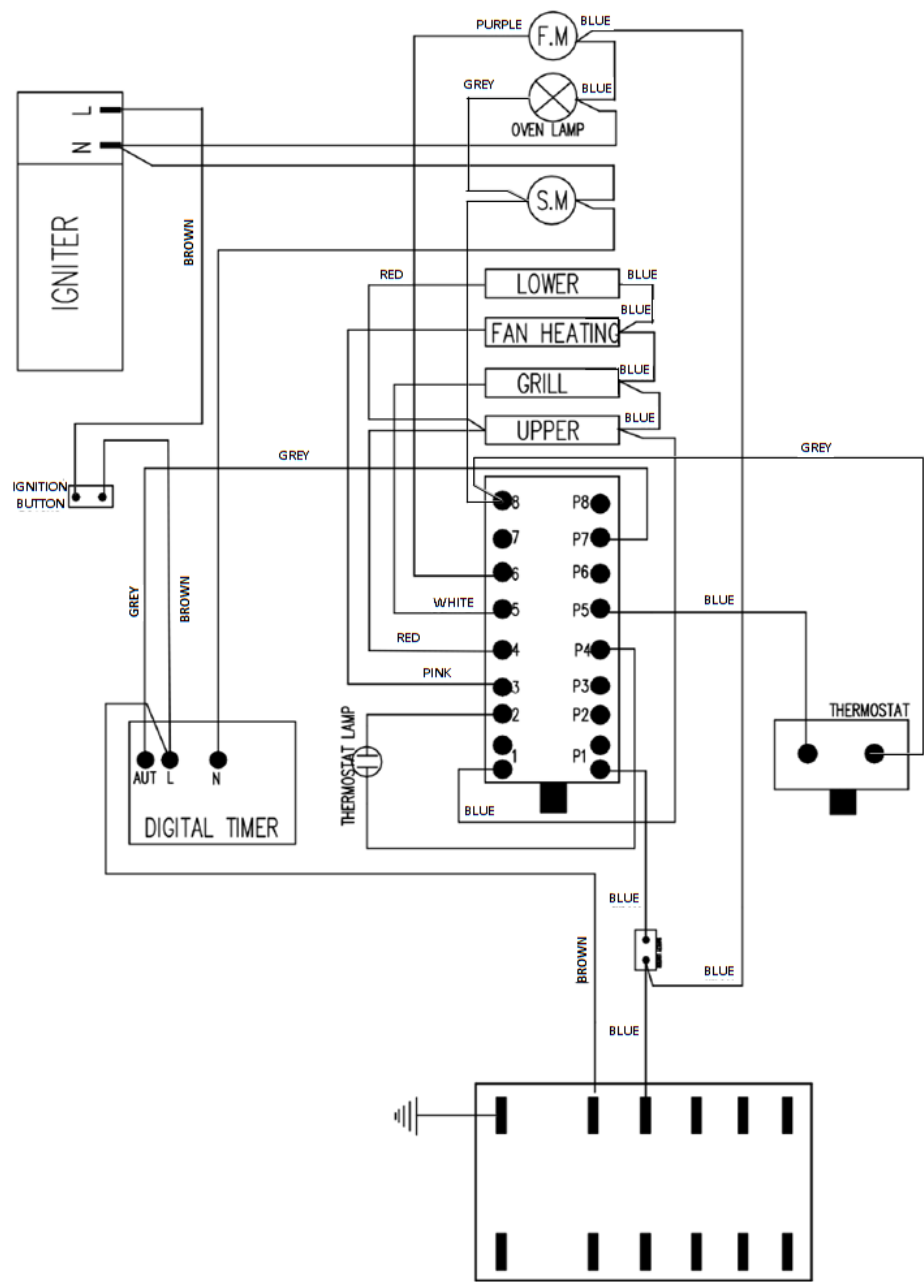 PURPLE
BLUE
F.M
GREY
BLUE
OVEN LAMP
L
N
IGNITER
S.M
BROWN
RED
LOWER
BLUE
BLUE
FAN HEATING
GRILL
BLUE
UPPER
BLUE
GREY
GREY
IGNITION
BUTTON
8 P8
7 P7
6 P6
5 P5
4 P4
3 P3
2 P2
1 P1
GREY
BROWN
WHITE
RED
PINK
BLUE
THERMOSTAT
THERMOSTAT LAMP
AUT L N
DIGITAL TIMER
BLUE
BLUE
BROWN
BLUE
BLUE